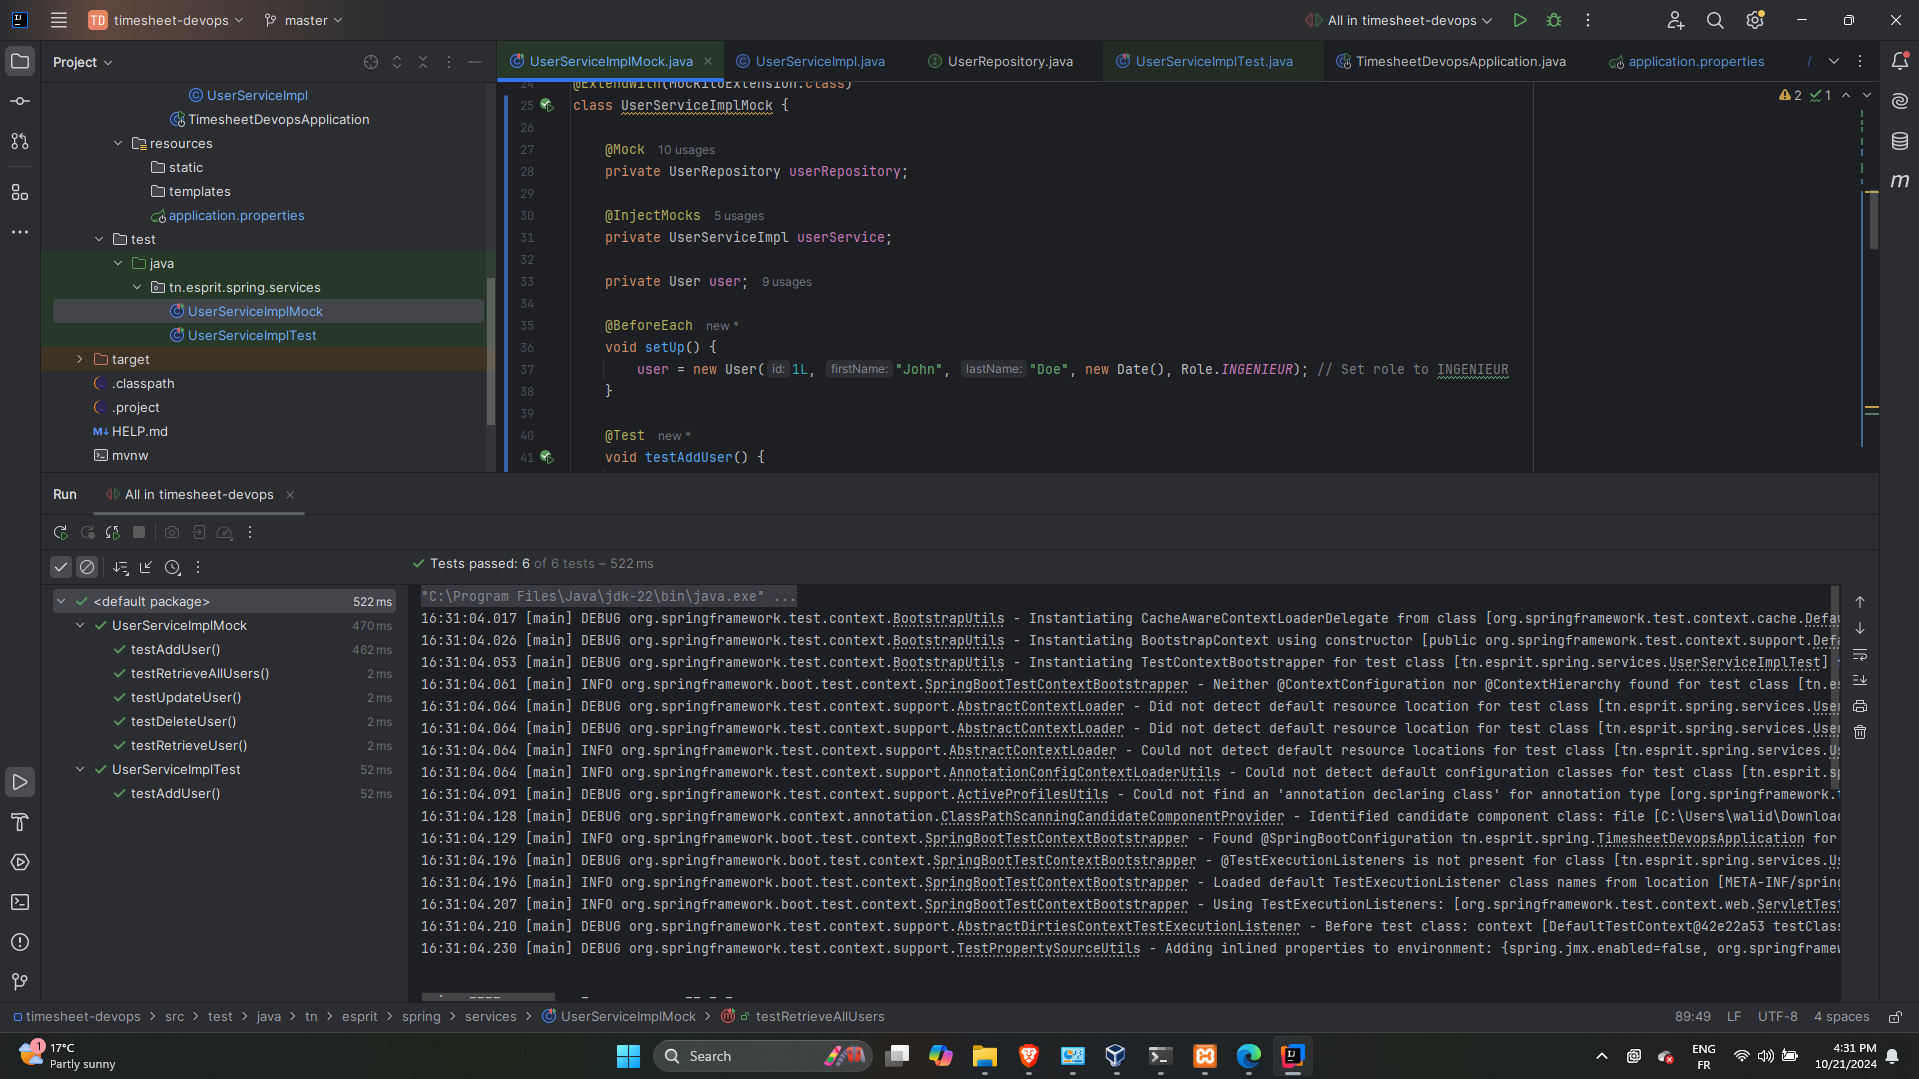 TD timesheet-devops master All in timesheet-devops
Project
UserServiceImplMock.java UserServiceImpl.java UserRepository.java UserServiceImplTest.java TimesheetDevopsApplication.java application.properties
UserServiceImpl
TimesheetDevopsApplication
resources
static
templates
application.properties
test
java
tn.esprit.spring.services
UserServiceImplMock
UserServiceImplTest
target
.classpath
.project
M↓ HELP.md
mvnw
2 1
24 @ExtendWith(MockitoExtension.class)
25 class UserServiceImplMock {
26
27 @Mock 10 usages
28 private UserRepository userRepository;
29
30 @InjectMocks 5 usages
31 private UserServiceImpl userService;
32
33 private User user; 9 usages
34
35 @BeforeEach new *
36 void setUp() {
37 user = new User( id: 1L, firstName: "John", lastName: "Doe", new Date(), Role.INGENIEUR); // Set role to INGENIEUR
38 }
39
40 @Test new *
41 void testAddUser() {
m
Run All in timesheet-devops
Tests passed: 6 of 6 tests – 522 ms
<default package> 522 ms
UserServiceImplMock 470 ms
testAddUser() 462 ms
testRetrieveAllUsers() 2 ms
testUpdateUser() 2 ms
testDeleteUser() 2 ms
testRetrieveUser() 2 ms
UserServiceImplTest 52 ms
testAddUser() 52 ms
"C:\Program Files\Java\jdk-22\bin\java.exe" ...
16:31:04.017 [main] DEBUG org.springframework.test.context.BootstrapUtils - Instantiating CacheAwareContextLoaderDelegate from class [org.springframework.test.context.cache.Defau
16:31:04.026 [main] DEBUG org.springframework.test.context.BootstrapUtils - Instantiating BootstrapContext using constructor [public org.springframework.test.context.support.Defa
16:31:04.053 [main] DEBUG org.springframework.test.context.BootstrapUtils - Instantiating TestContextBootstrapper for test class [tn.esprit.spring.services.UserServiceImplTest]
16:31:04.061 [main] INFO org.springframework.boot.test.context.SpringBootTestContextBootstrapper - Neither @ContextConfiguration nor @ContextHierarchy found for test class [tn.es
16:31:04.064 [main] DEBUG org.springframework.test.context.support.AbstractContextLoader - Did not detect default resource location for test class [tn.esprit.spring.services.User
16:31:04.064 [main] DEBUG org.springframework.test.context.support.AbstractContextLoader - Did not detect default resource location for test class [tn.esprit.spring.services.User
16:31:04.064 [main] INFO org.springframework.test.context.support.AbstractContextLoader - Could not detect default resource locations for test class [tn.esprit.spring.services.Us
16:31:04.064 [main] INFO org.springframework.test.context.support.AnnotationConfigContextLoaderUtils - Could not detect default configuration classes for test class [tn.esprit.sp
16:31:04.091 [main] DEBUG org.springframework.test.context.support.ActiveProfilesUtils - Could not find an 'annotation declaring class' for annotation type [org.springframework.t
16:31:04.128 [main] DEBUG org.springframework.context.annotation.ClassPathScanningCandidateComponentProvider - Identified candidate component class: file [C:\Users\walid\Downloa
16:31:04.129 [main] INFO org.springframework.boot.test.context.SpringBootTestContextBootstrapper - Found @SpringBootConfiguration tn.esprit.spring.TimesheetDevopsApplication for
16:31:04.196 [main] DEBUG org.springframework.boot.test.context.SpringBootTestContextBootstrapper - @TestExecutionListeners is not present for class [tn.esprit.spring.services.Us
16:31:04.196 [main] INFO org.springframework.boot.test.context.SpringBootTestContextBootstrapper - Loaded default TestExecutionListener class names from location [META-INF/spring
16:31:04.207 [main] INFO org.springframework.boot.test.context.SpringBootTestContextBootstrapper - Using TestExecutionListeners: [org.springframework.test.context.web.ServletTest
16:31:04.210 [main] DEBUG org.springframework.test.context.support.AbstractDirtiesContextTestExecutionListener - Before test class: context [DefaultTestContext@42e22a53 testClass
16:31:04.230 [main] DEBUG org.springframework.test.context.support.TestPropertySourceUtils - Adding inlined properties to environment: {spring.jmx.enabled=false, org.springframew
timesheet-devops > src > test > java > tn > esprit > spring > services > UserServiceImplMock > testRetrieveAllUsers 89:49 LF UTF-8 4 spaces
1 17°C
Partly sunny
Search
ENG
FR
4:31 PM
10/21/2024